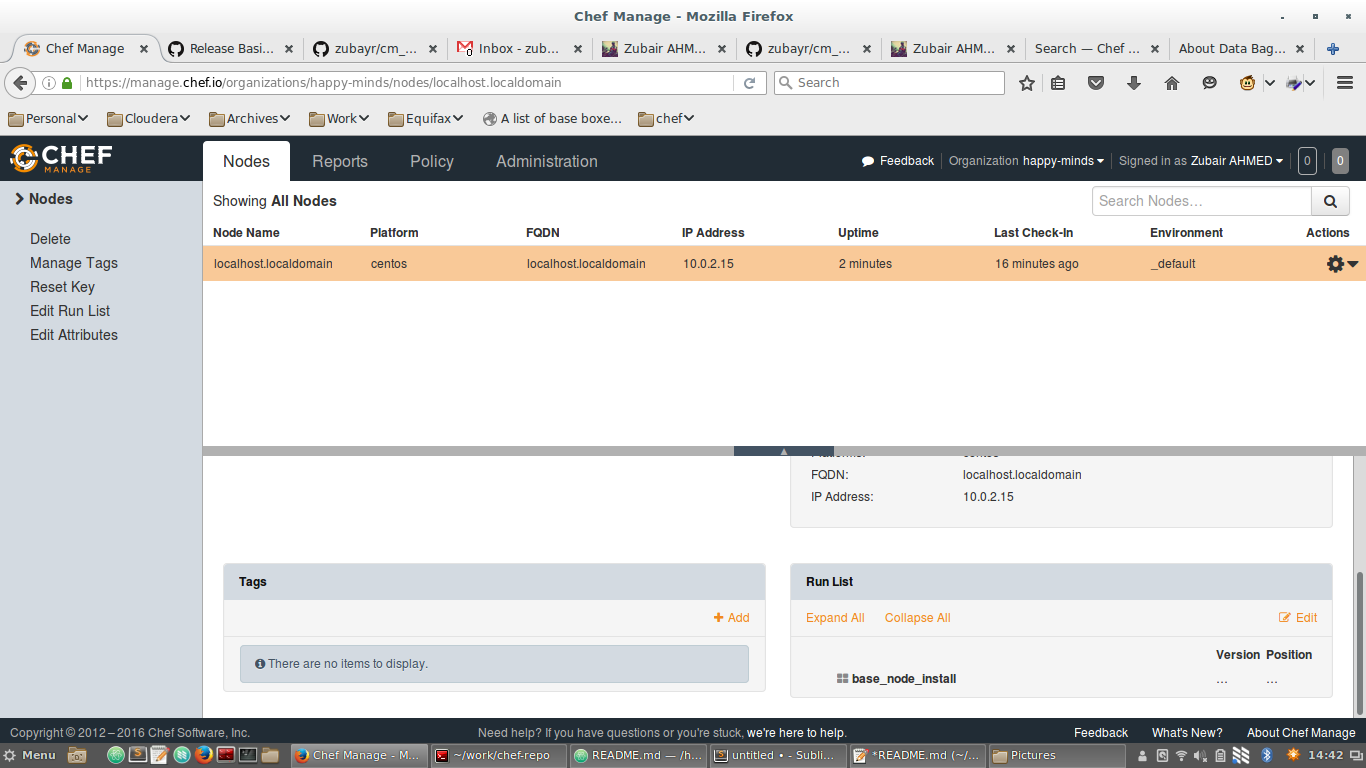 Chef Manage - Mozilla Firefox
Chef Manage
Release Basi...
zubayr/cm_...
Inbox - zub...
Zubair AHM...
zubayr/cm_...
Zubair AHM...
Search — Chef ...
About Data Bag...
https://manage.chef.io/organizations/happy-minds/nodes/localhost.localdomain
Search
Personal
Cloudera
Archives
Work
Equifax
A list of base boxe...
chef
CHEF
MANAGE
Nodes
Reports
Policy
Administration
Feedback
Organization happy-minds
Signed in as Zubair AHMED
0
0
Nodes
Delete
Manage Tags
Reset Key
Edit Run List
Edit Attributes
Showing All Nodes
Search Nodes...
Node Name Platform FQDN IP Address Uptime Last Check-In Environment Actions
localhost.localdomain centos localhost.localdomain 10.0.2.15 2 minutes 16 minutes ago _default
FQDN: localhost.localdomain
IP Address: 10.0.2.15
Tags
Add
There are no items to display.
Run List
Expand All Collapse All Edit
Version Position
base_node_install ... ...
Copyright © 2012 – 2016 Chef Software, Inc.
Need help? If you have questions or you're stuck, we're here to help.
Feedback What's New? About Chef Manage
Menu
Chef Manage - M...
~/work/chef-repo
README.md — /h...
untitled • - Subli...
*README.md (~/...
Pictures
14:42